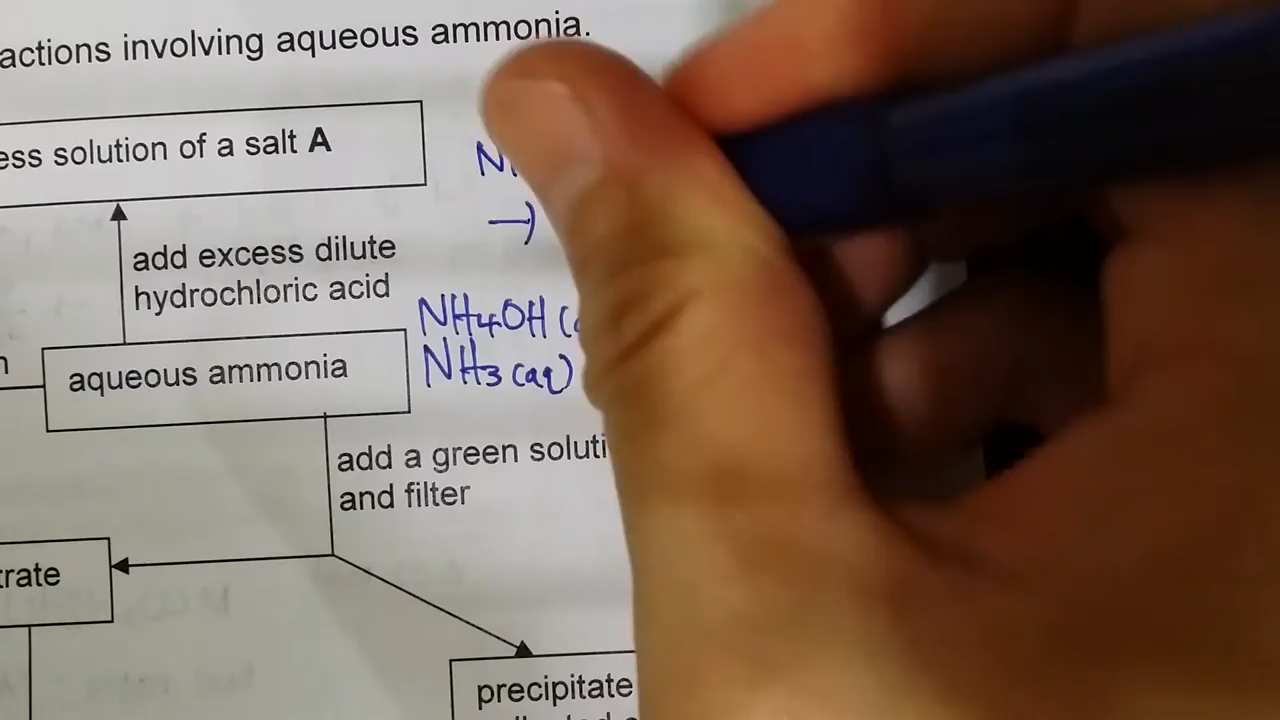 actions involving aqueous ammonia.
ess solution of a salt A
add excess dilute
hydrochloric acid
NH4OH (
NH3 (aq)
aqueous ammonia
add a green soluti
and filter
trate
precipitate